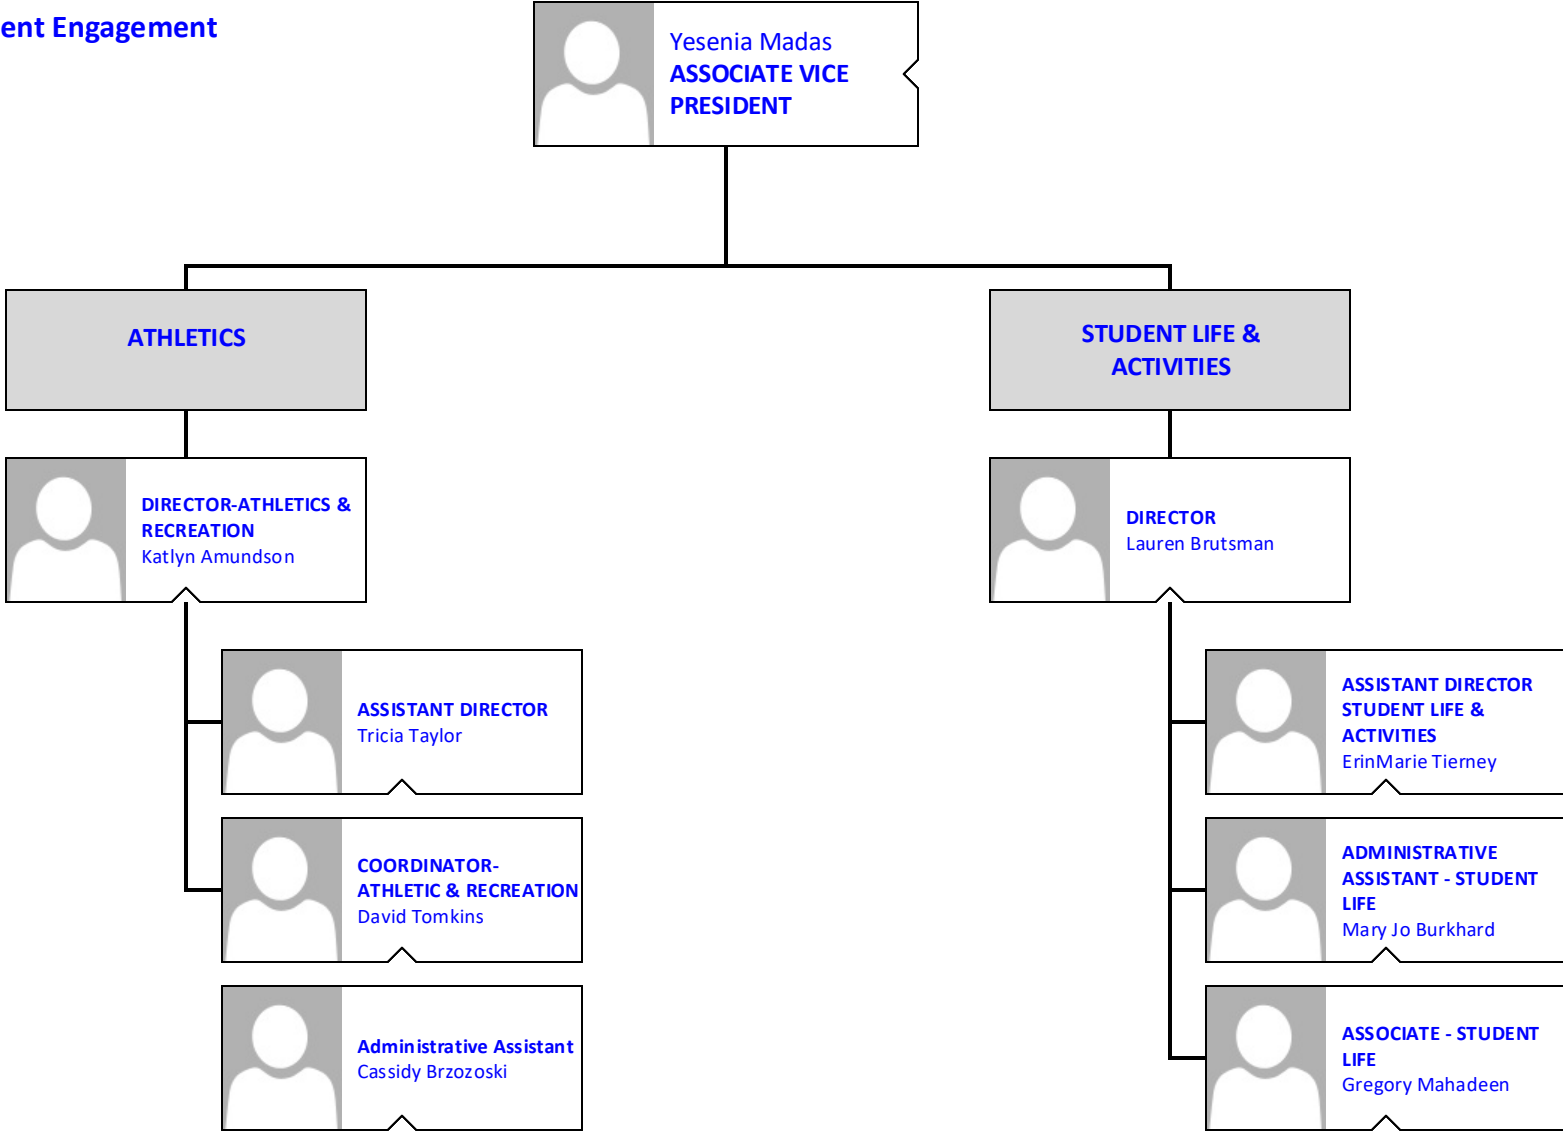 ent Engagement
Yesenia Madas
ASSOCIATE VICE
PRESIDENT
ATHLETICS
STUDENT LIFE &
ACTIVITIES
DIRECTOR-ATHLETICS &
RECREATION
Katlyn Amundson
DIRECTOR
Lauren Brutsman
ASSISTANT DIRECTOR
Tricia Taylor
COORDINATOR-
ATHLETIC & RECREATION
David Tomkins
Administrative Assistant
Cassidy Brzozoski
ASSISTANT DIRECTOR
STUDENT LIFE &
ACTIVITIES
ErinMarie Tierney
ADMINISTRATIVE
ASSISTANT - STUDENT
LIFE
Mary Jo Burkhard
ASSOCIATE - STUDENT
LIFE
Gregory Mahadeen